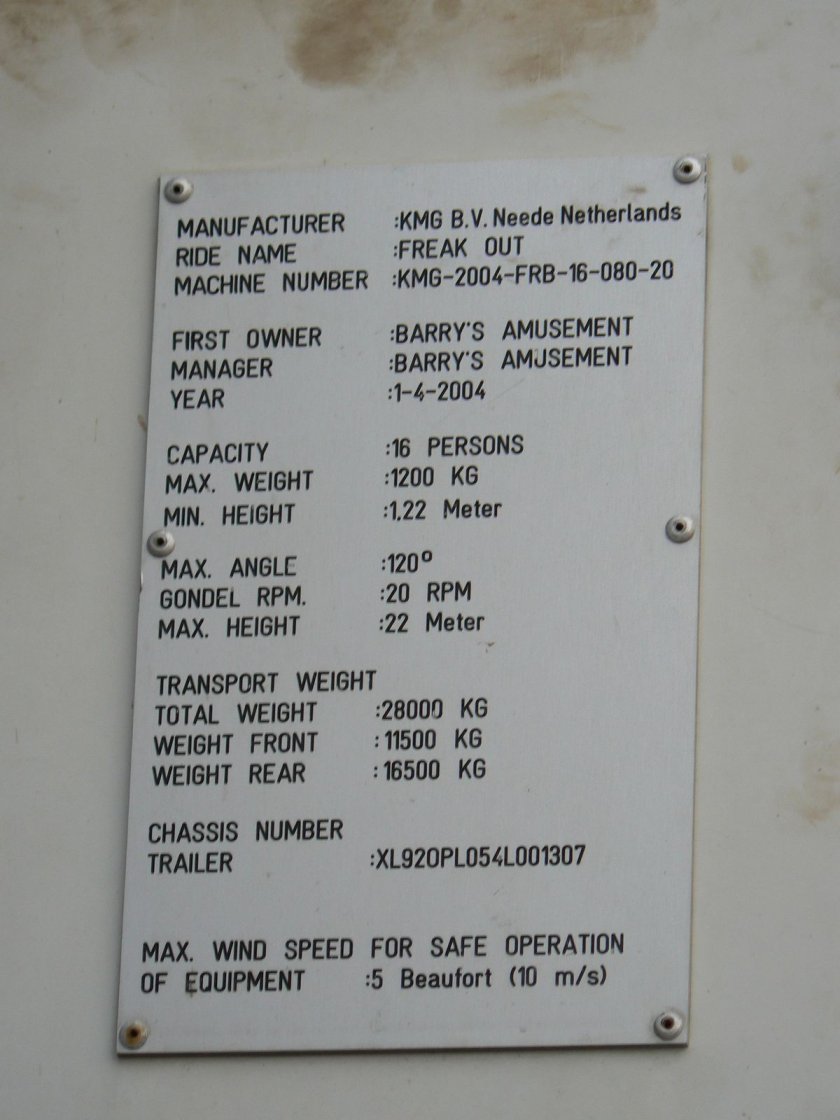 MANUFACTURER :KMG B.V. Neede Netherlands
RIDE NAME :FREAK OUT
MACHINE NUMBER :KMG-2004-FRB-16-080-20
FIRST OWNER :BARRY'S AMUSEMENT
MANAGER :BARRY'S AMUSEMENT
YEAR :1-4-2004
CAPACITY :16 PERSONS
MAX. WEIGHT :1200 KG
MIN. HEIGHT :1.22 Meter
MAX. ANGLE :120°
GONDEL RPM. :20 RPM
MAX. HEIGHT :22 Meter
TRANSPORT WEIGHT
TOTAL WEIGHT :28000 KG
WEIGHT FRONT :11500 KG
WEIGHT REAR :16500 KG
CHASSIS NUMBER
TRAILER :XL920PL054L001307
MAX. WIND SPEED FOR SAFE OPERATION
OF EQUIPMENT :5 Beaufort (10 m/s)